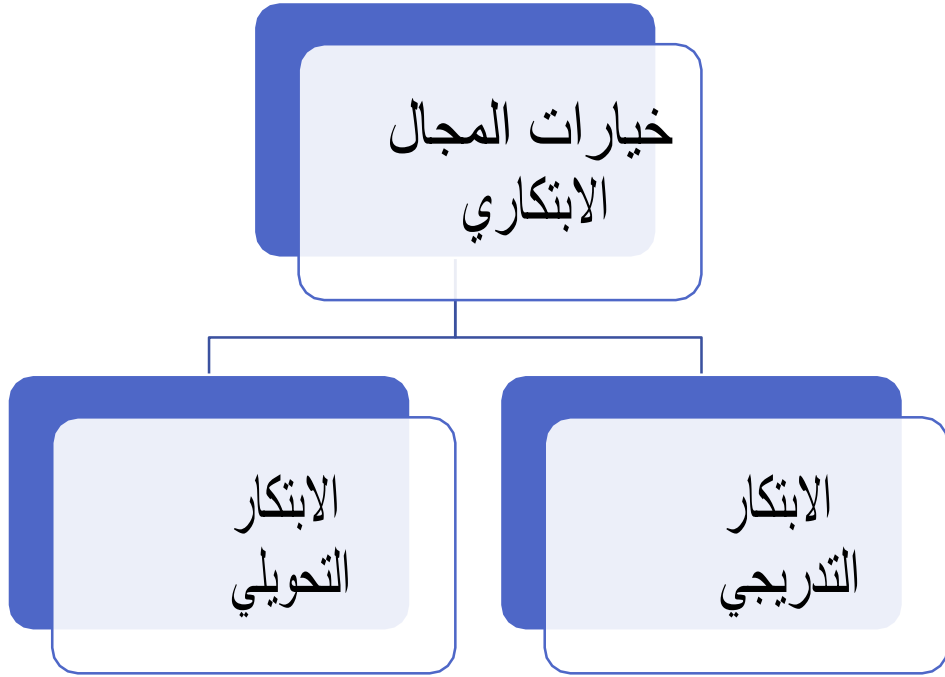 خيارات المجال
الابتكاري
الابتكار
التدريجي
الابتكار
التحويلي